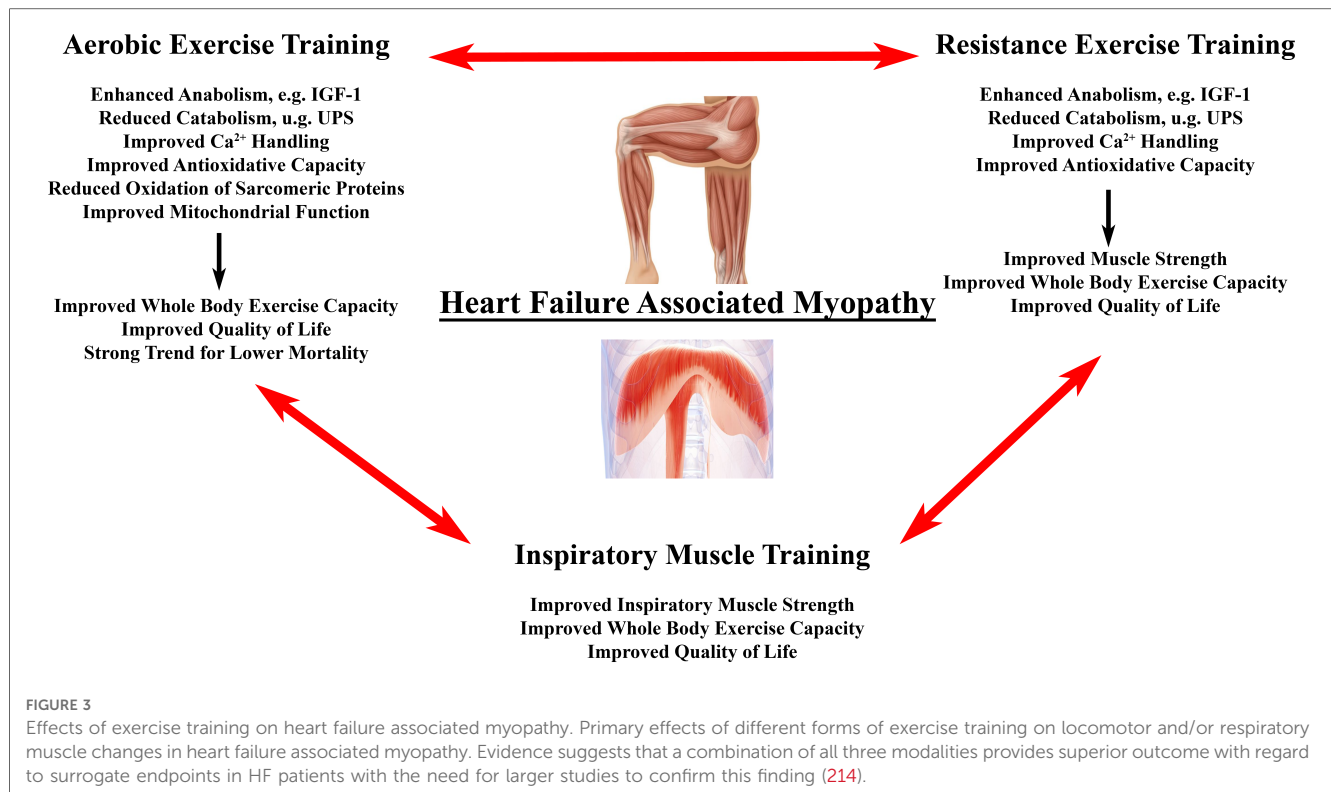 Aerobic Exercise Training
Enhanced Anabolism, e.g. IGF-1
Reduced Catabolism, u.g. UPS
Improved Ca²⁺ Handling
Improved Antioxidative Capacity
Reduced Oxidation of Sarcomeric Proteins
Improved Mitochondrial Function
Improved Whole Body Exercise Capacity
Improved Quality of Life
Strong Trend for Lower Mortality
Resistance Exercise Training
Enhanced Anabolism, e.g. IGF-1
Reduced Catabolism, u.g. UPS
Improved Ca²⁺ Handling
Improved Antioxidative Capacity
Improved Muscle Strength
Improved Whole Body Exercise Capacity
Improved Quality of Life
Heart Failure Associated Myopathy
Inspiratory Muscle Training
Improved Inspiratory Muscle Strength
Improved Whole Body Exercise Capacity
Improved Quality of Life
FIGURE 3
Effects of exercise training on heart failure associated myopathy. Primary effects of different forms of exercise training on locomotor and/or respiratory
muscle changes in heart failure associated myopathy. Evidence suggests that a combination of all three modalities provides superior outcome with regard
to surrogate endpoints in HF patients with the need for larger studies to confirm this finding (214).